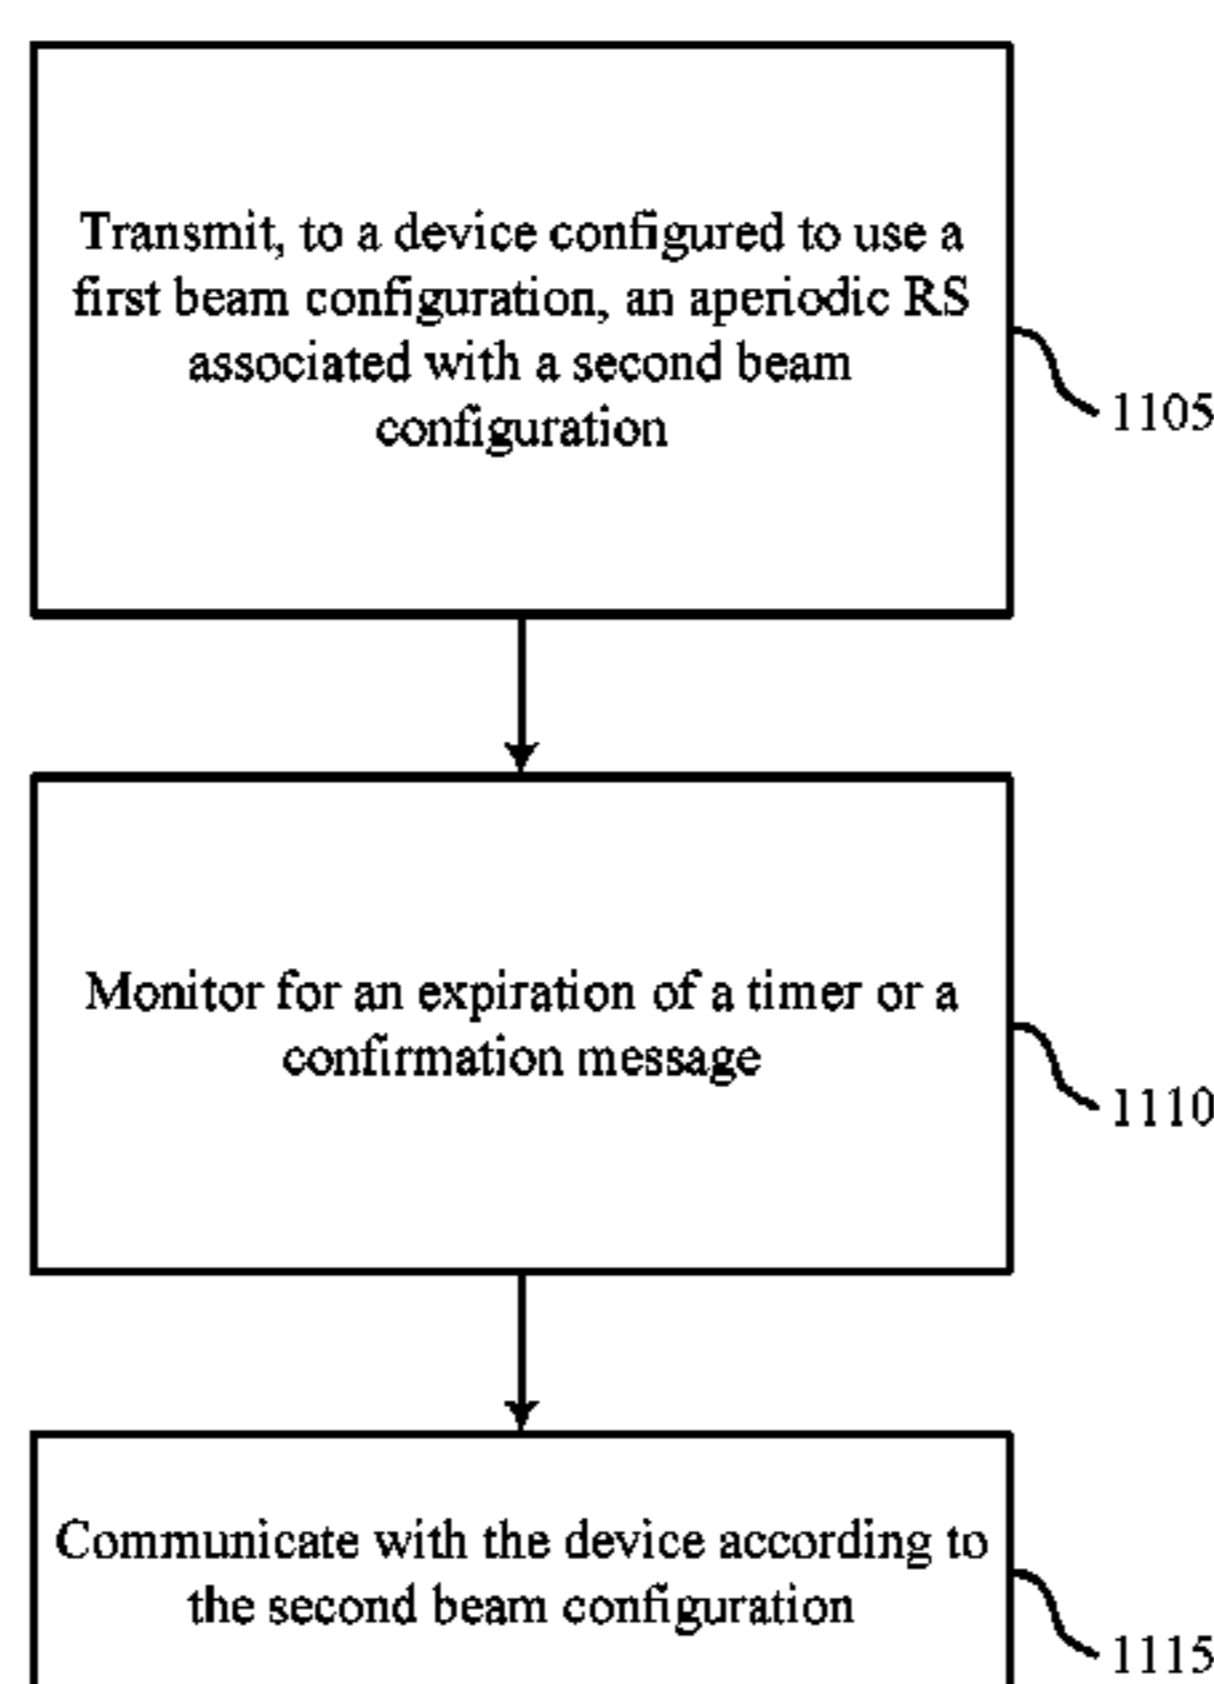 Transmit, to a device configured to use a
first beam configuration, an aperiodic RS
associated with a second beam
configuration
1105
Monitor for an expiration of a timer or a
confirmation message
1110
Communicate with the device according to
the second beam configuration
1115